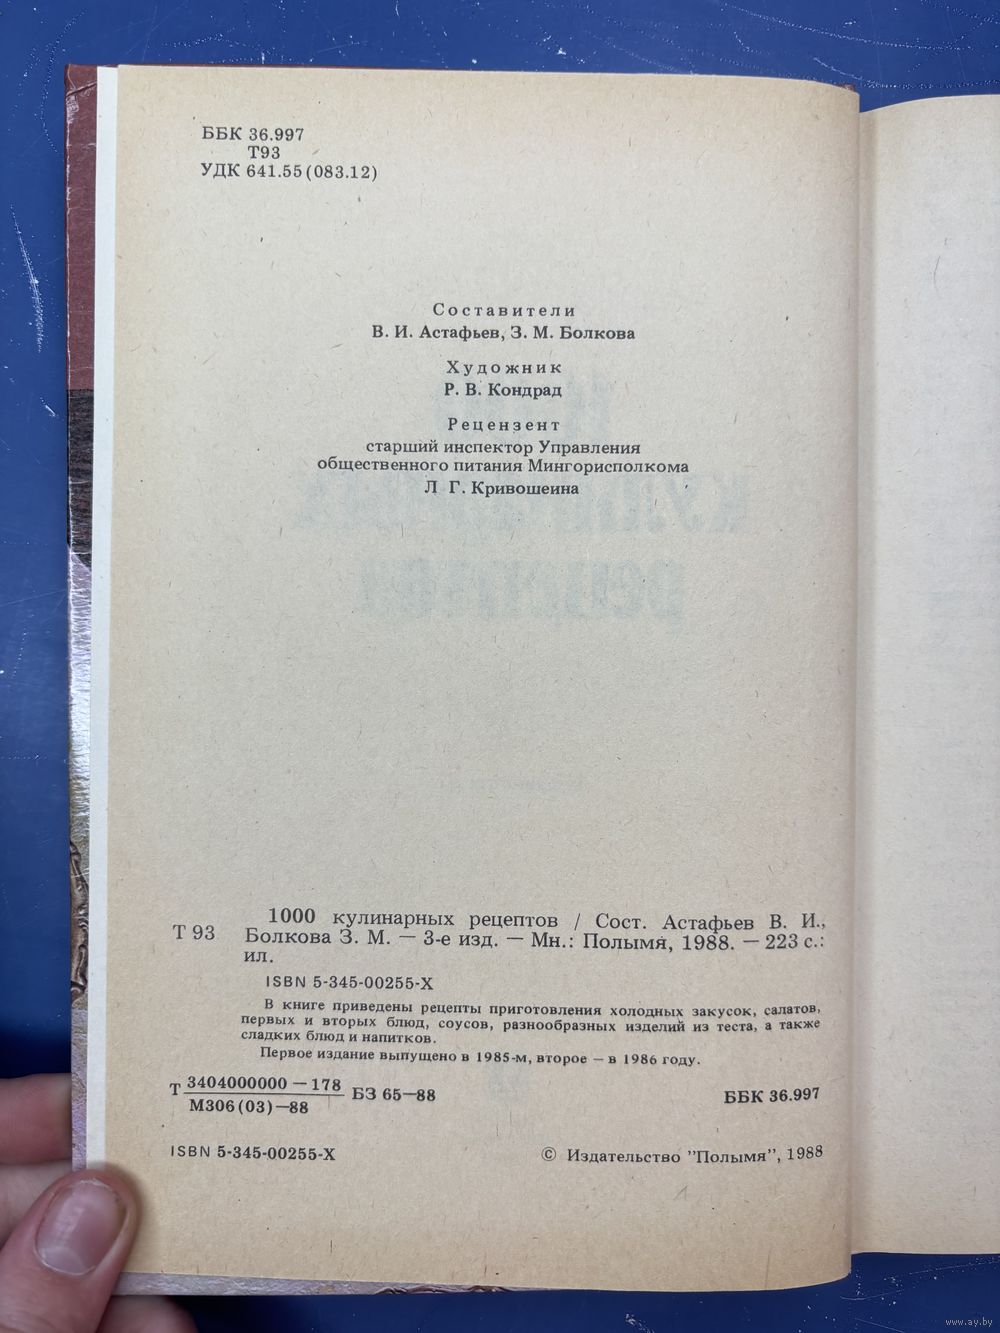 ББК 36.997
Т93
УДК 641.55(083.12)
Составители
В. И. Астафьев, З. М. Болкова
Художник
Р. В. Кондрад
Рецензент
старший инспектор Управления
общественного питания Мингорисполкома
Л Г. Кривошеина
1000 кулинарных рецептов / Сост. Астафьев В. И.,
Т 93 Болкова З. М. — 3-е изд. — Мн.: Полымя, 1988. — 223 с.:
ил.
ISBN 5-345-00255-X
В книге приведены рецепты приготовления холодных закусок, салатов,
первых и вторых блюд, соусов, разнообразных изделий из теста, а также
сладких блюд и напитков.
Первое издание выпущено в 1985-м, второе — в 1986 году.
Т 3404000000 — 178 БЗ 65—88
М306(03)—88
ББК 36.997
ISBN 5-345-00255-X
© Издательство "Полымя", 1988
www.ay.by